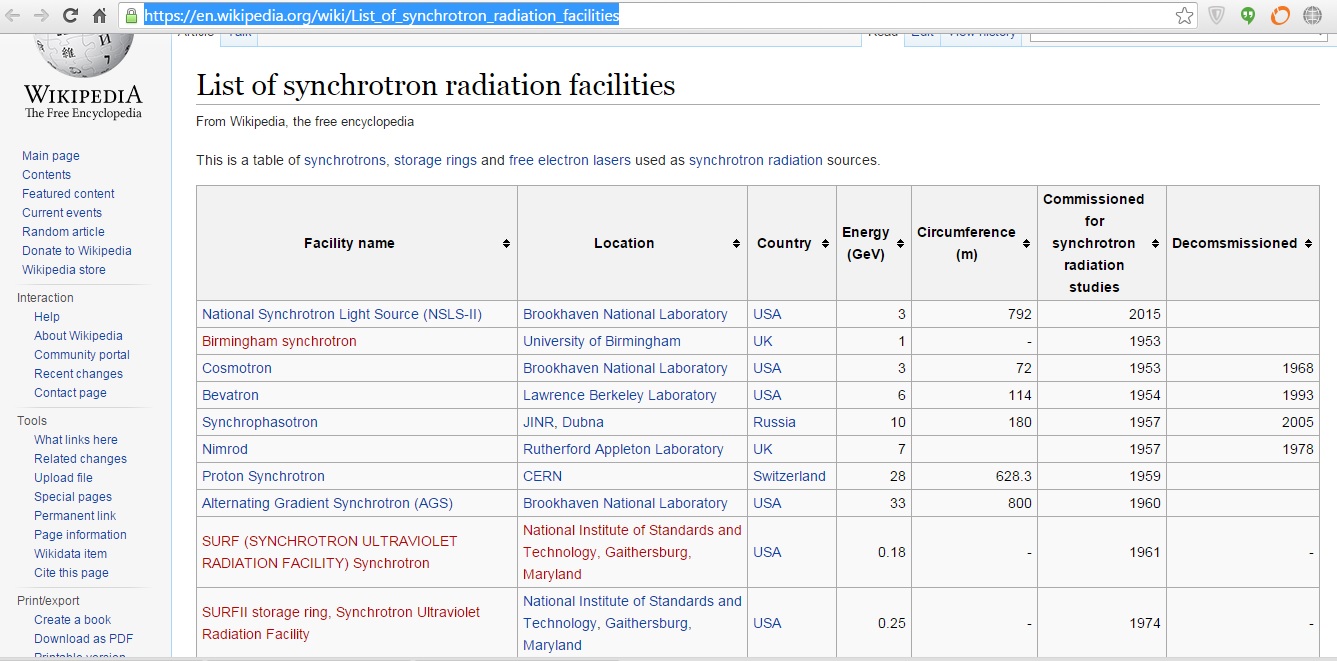 https://en.wikipedia.org/wiki/List_of_synchrotron_radiation_facilities
Article Talk Read Edit View history
維 И 7
WIKIPEDIA
The Free Encyclopedia
Main page
Contents
Featured content
Current events
Random article
Donate to Wikipedia
Wikipedia store
Interaction
Help
About Wikipedia
Community portal
Recent changes
Contact page
Tools
What links here
Related changes
Upload file
Special pages
Permanent link
Page information
Wikidata item
Cite this page
Print/export
Create a book
Download as PDF
Printable version
List of synchrotron radiation facilities
From Wikipedia, the free encyclopedia
This is a table of synchrotrons, storage rings and free electron lasers used as synchrotron radiation sources.
Facility name Location Country Energy (GeV) Circumference (m) Commissioned for synchrotron radiation studies Decomsmissioned
National Synchrotron Light Source (NSLS-II) Brookhaven National Laboratory USA 3 792 2015
Birmingham synchrotron University of Birmingham UK 1 - 1953
Cosmotron Brookhaven National Laboratory USA 3 72 1953 1968
Bevatron Lawrence Berkeley Laboratory USA 6 114 1954 1993
Synchrophasotron JINR, Dubna Russia 10 180 1957 2005
Nimrod Rutherford Appleton Laboratory UK 7 1957 1978
Proton Synchrotron CERN Switzerland 28 628.3 1959
Alternating Gradient Synchrotron (AGS) Brookhaven National Laboratory USA 33 800 1960
SURF (SYNCHROTRON ULTRAVIOLET RADIATION FACILITY) Synchrotron National Institute of Standards and Technology, Gaithersburg, Maryland USA 0.18 - 1961 -
SURFII storage ring, Synchrotron Ultraviolet Radiation Facility National Institute of Standards and Technology, Gaithersburg, Maryland USA 0.25 - 1974 -